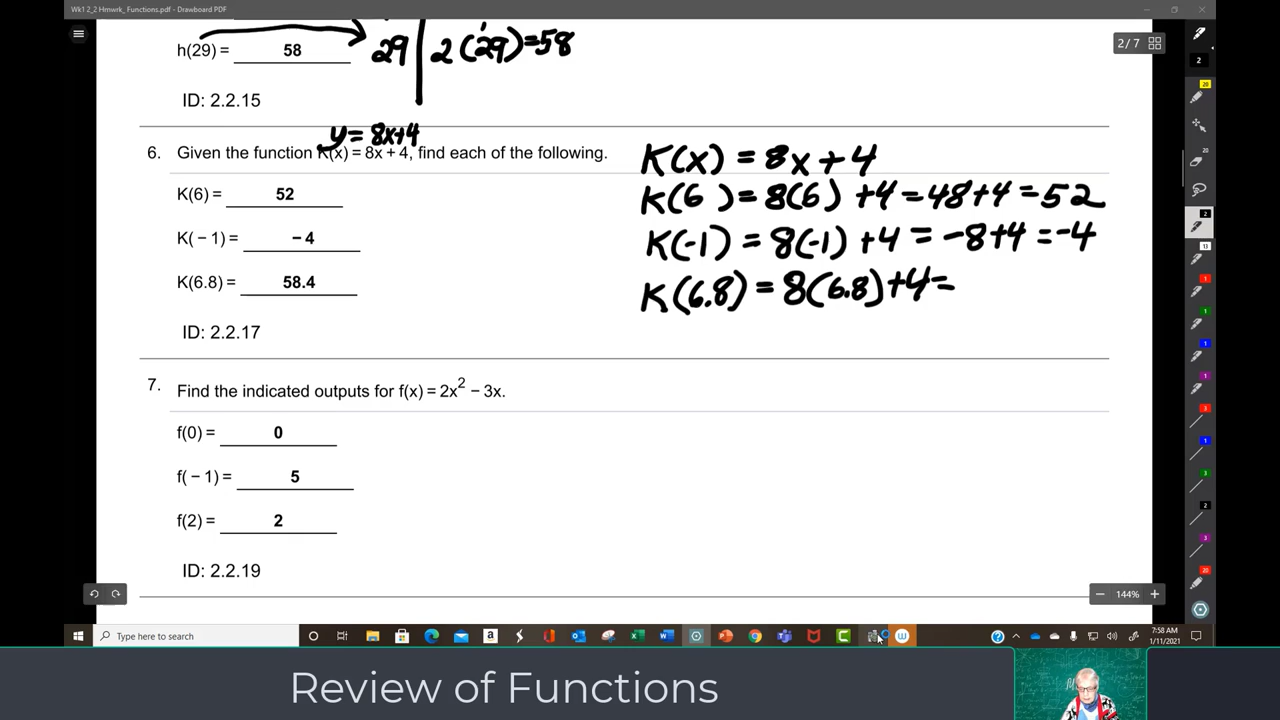 Wk1 2_2 Hmwrk_ Functions.pdf - Drawboard PDF
2/7
h(29) = 58
29 | 2(29)=58
ID: 2.2.15
y = 8x+4
6. Given the function K(x) = 8x + 4, find each of the following.
K(6) = 52
K( − 1) = − 4
K(6.8) = 58.4
ID: 2.2.17
K(x) = 8x+4
K(6 ) = 8(6) +4 = 48+4 = 52
K(-1) = 8(-1) +4 = -8+4 = -4
K(6.8) = 8(6.8)+4=
7. Find the indicated outputs for f(x) = 2x² − 3x.
f(0) = 0
f( − 1) = 5
f(2) = 2
ID: 2.2.19
144%
Type here to search
7:58 AM
1/11/2021
Review of Functions